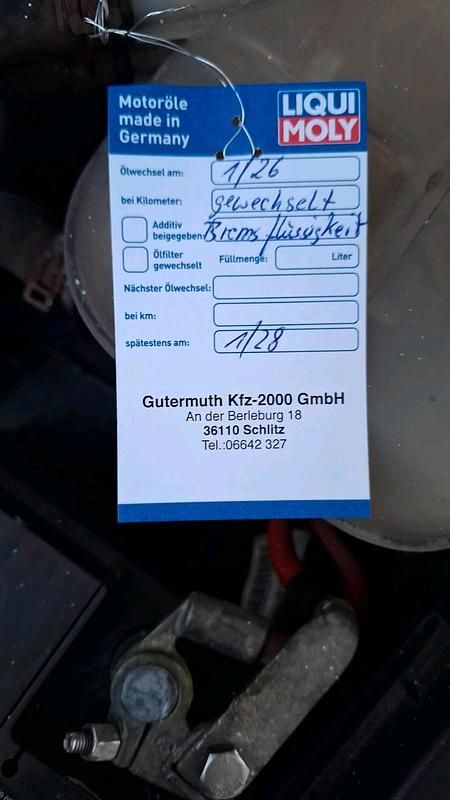 Motoröle
made in
Germany
LIQUI
MOLY
Ölwechsel am: 1/26
bei Kilometer: gewechselt
Additiv
beigegeben Bremsflüssigkeit
Ölfilter
gewechselt Füllmenge: Liter
Nächster Ölwechsel:
bei km:
spätestens am: 1/28
Gutermuth Kfz-2000 GmbH
An der Berleburg 18
36110 Schlitz
Tel.:06642 327